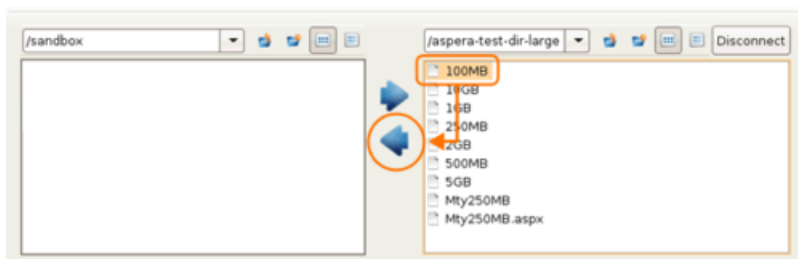 /sandbox
/aspera-test-dir-large
Disconnect
100MB
10GB
1GB
250MB
2GB
500MB
5GB
Mty250MB
Mty250MB.aspx